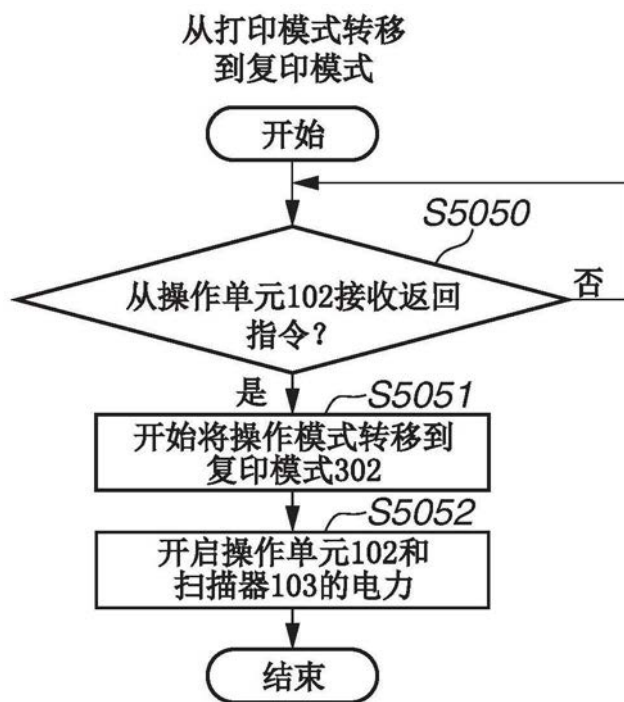 从打印模式转移
到复印模式
开始
S5050
从操作单元102接收返回
指令？
否
是
S5051
开始将操作模式转移到
复印模式302
S5052
开启操作单元102和
扫描器103的电力
结束